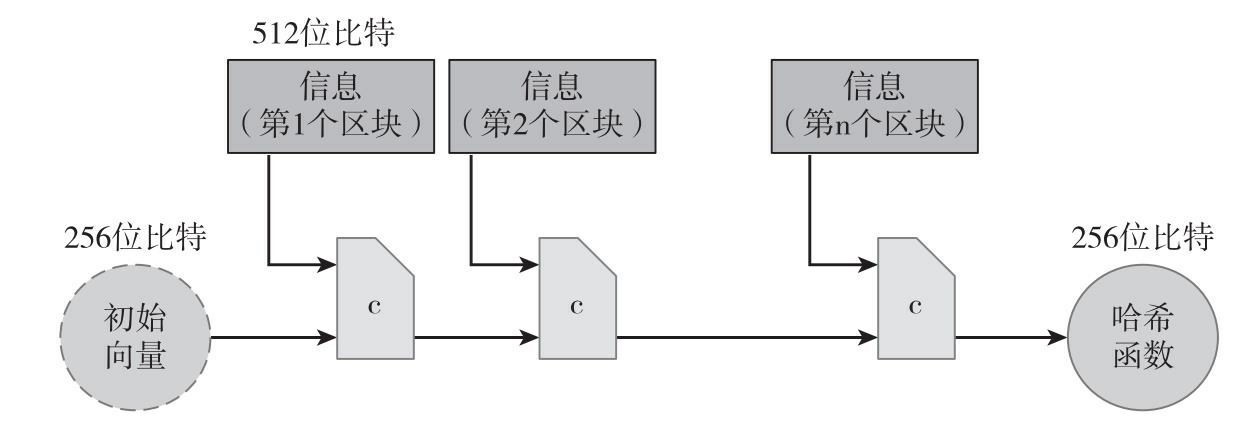 512位比特
信息
（第1个区块）
信息
（第2个区块）
信息
（第n个区块）
256位比特
初始
向量
c
c
c
256位比特
哈希
函数